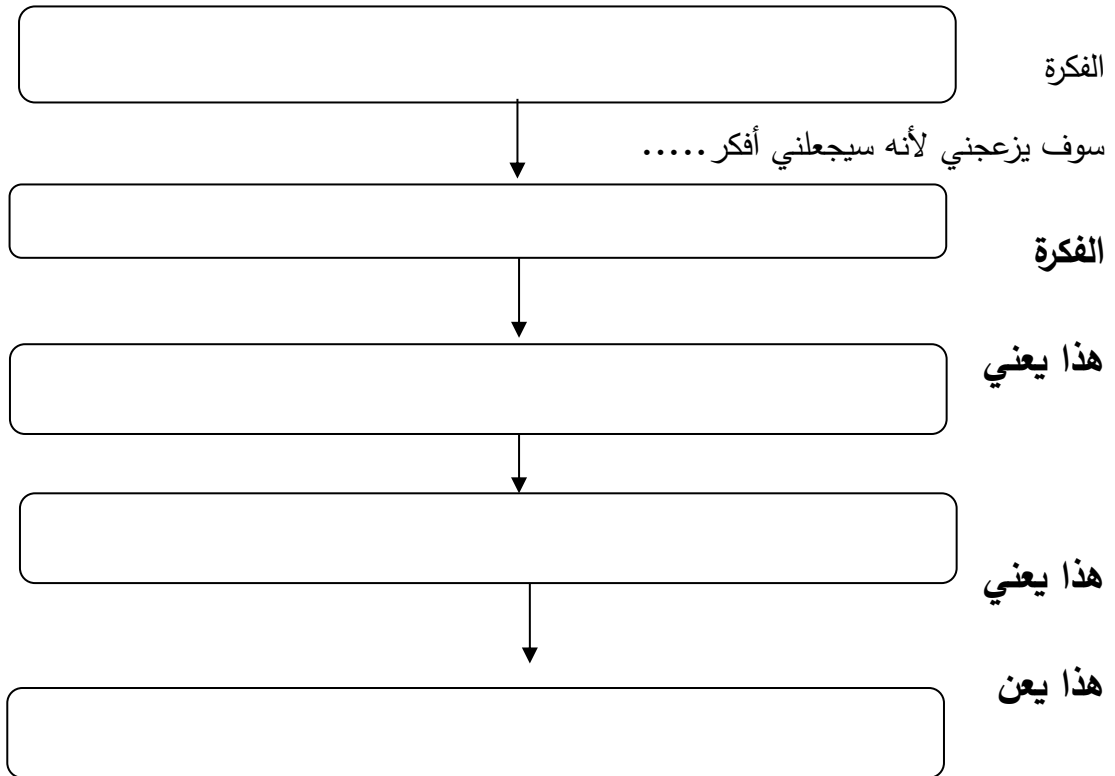 الفكرة
سوف يزعجني لأنه سيجعلني أفكر .....
الفكرة
هذا يعني
هذا يعني
هذا يعن